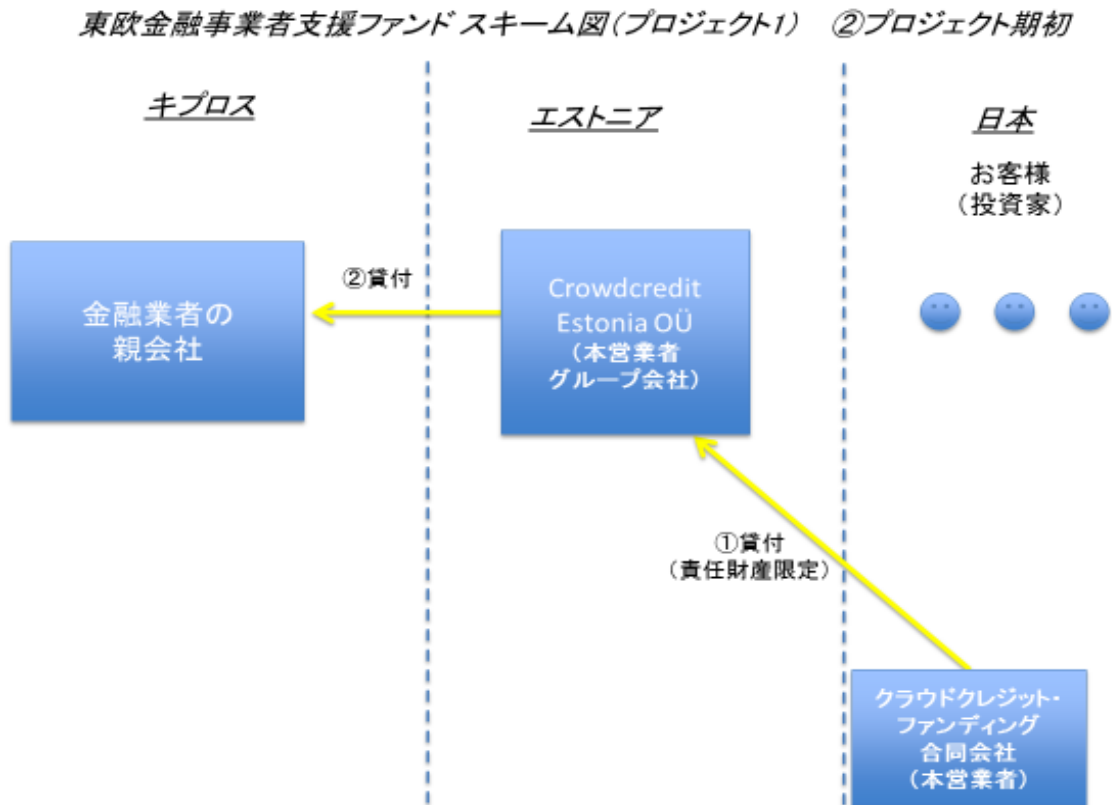 東欧金融事業者支援ファンド スキーム図(プロジェクト1) ②プロジェクト期初
キプロス
エストニア
日本
お客様
(投資家)
金融業者の
親会社
②貸付
Crowdcredit
Estonia OÜ
(本営業者
グループ会社)
①貸付
(責任財産限定)
クラウドクレジット・
ファンディング
合同会社
(本営業者)